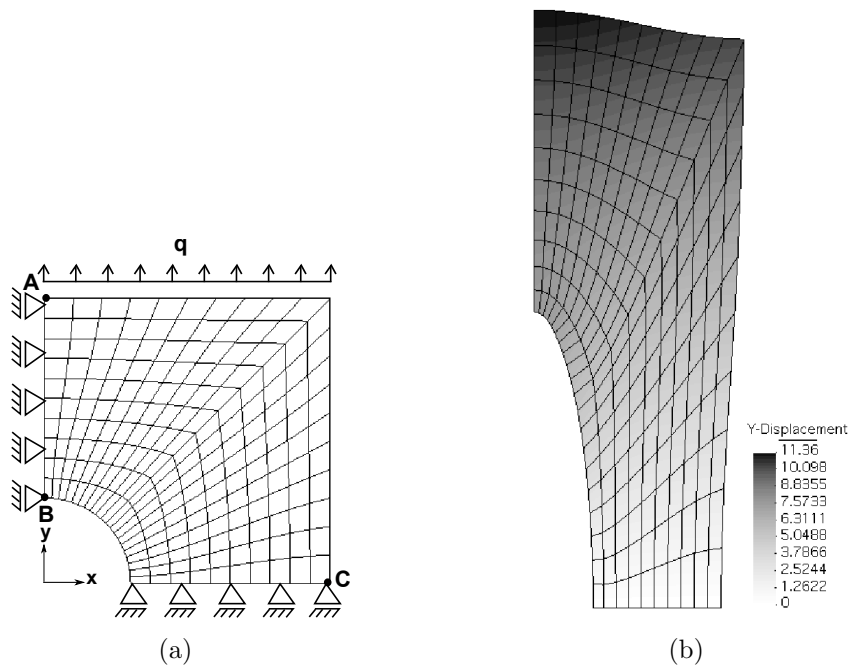 q
A
B
y
x
C
(a)
Y-Displacement
11.36
10.098
8.8355
7.5733
6.3111
5.0488
3.7866
2.5244
1.2622
0
(b)